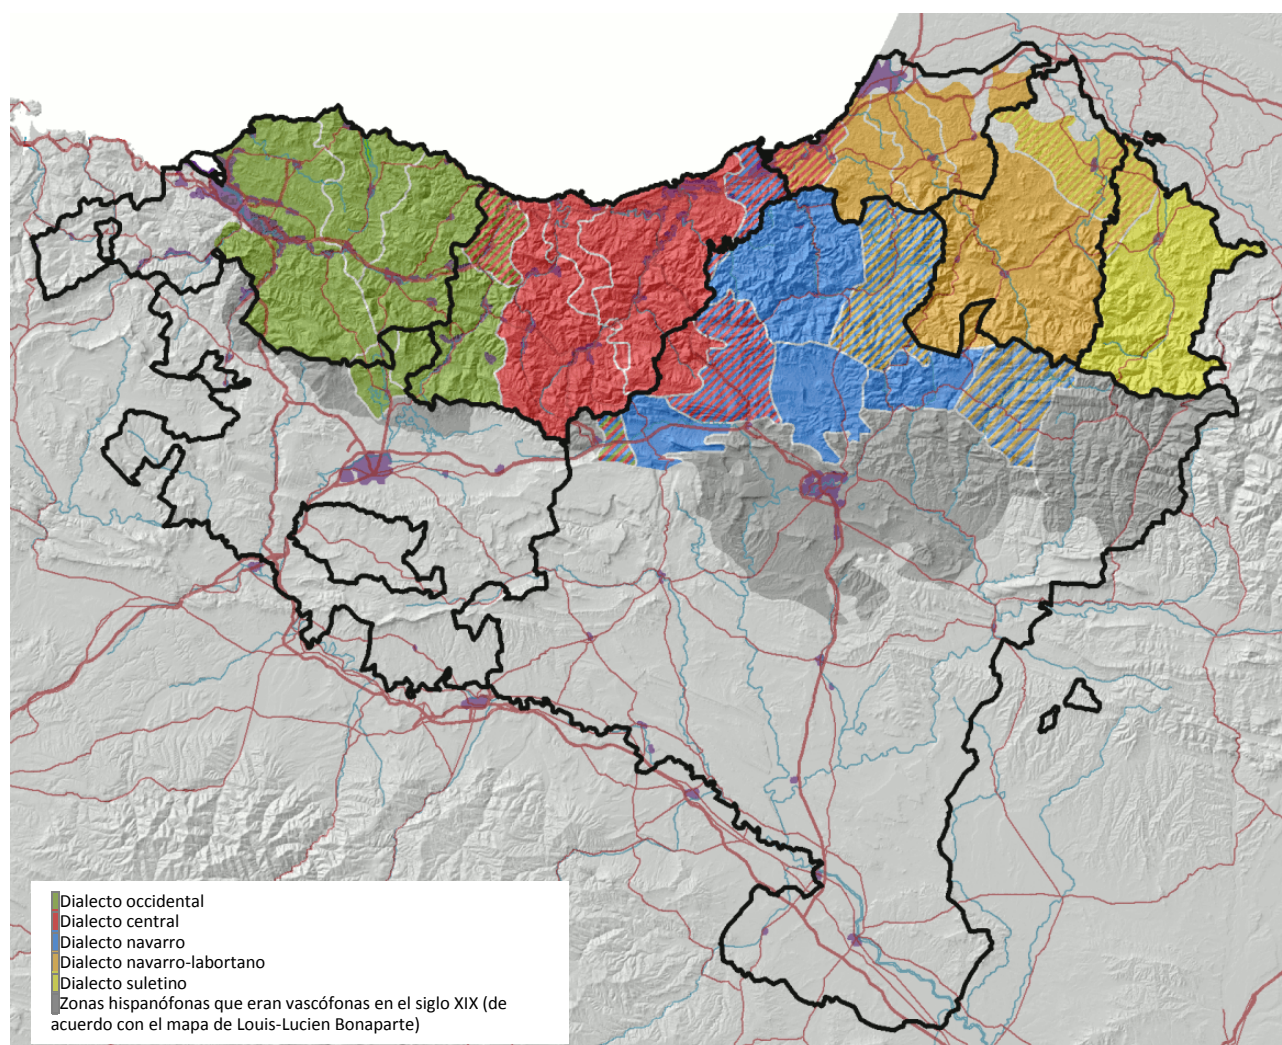 Dialecto occidental
Dialecto central
Dialecto navarro
Dialecto navarro-labortano
Dialecto suletino
Zonas hispanófonas que eran vascófonas en el siglo XIX (de
acuerdo con el mapa de Louis-Lucien Bonaparte)